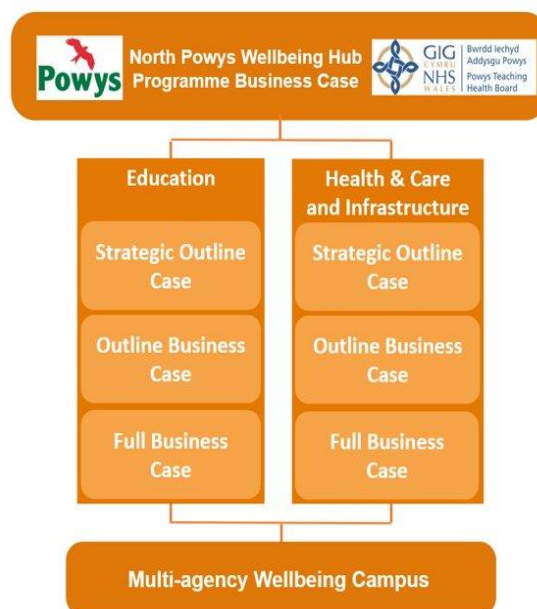 Powys
North Powys Wellbeing Hub
Programme Business Case
GIG
CYMRU
NHS
WALES
Bwrdd Iechyd
Addysgu Powys
Powys Teaching
Health Board
Education
Strategic Outline
Case
Outline Business
Case
Full Business
Case
Health & Care
and Infrastructure
Strategic Outline
Case
Outline Business
Case
Full Business
Case
Multi-agency Wellbeing Campus